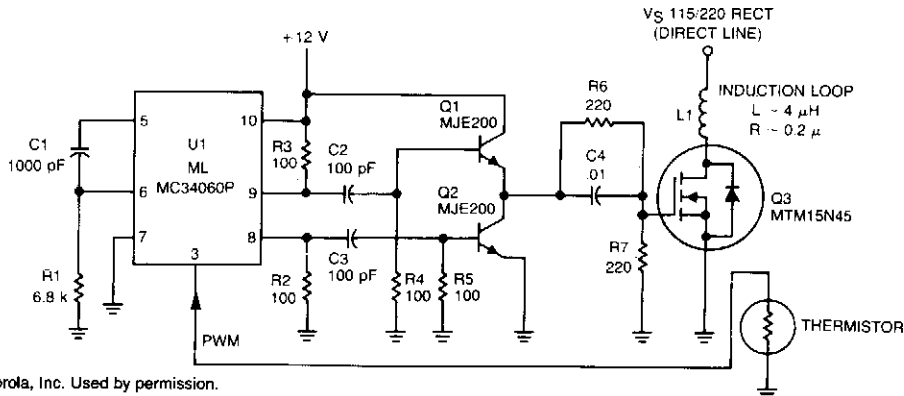 VS 115/220 RECT
(DIRECT LINE)
+12 V
INDUCTION LOOP
L ~ 4 μH
R ~ 0.2 μ
L1
R6
220
Q1
MJE200
C4
.01
Q3
MTM15N45
5
10
U1
ML
MC34060P
C1
1000 pF
R3
100
C2
100 pF
6
9
Q2
MJE200
7
8
3
R7
220
C3
100 pF
R1
6.8 k
R2
100
R4
100
R5
100
PWM
THERMISTOR
orola, Inc. Used by permission.